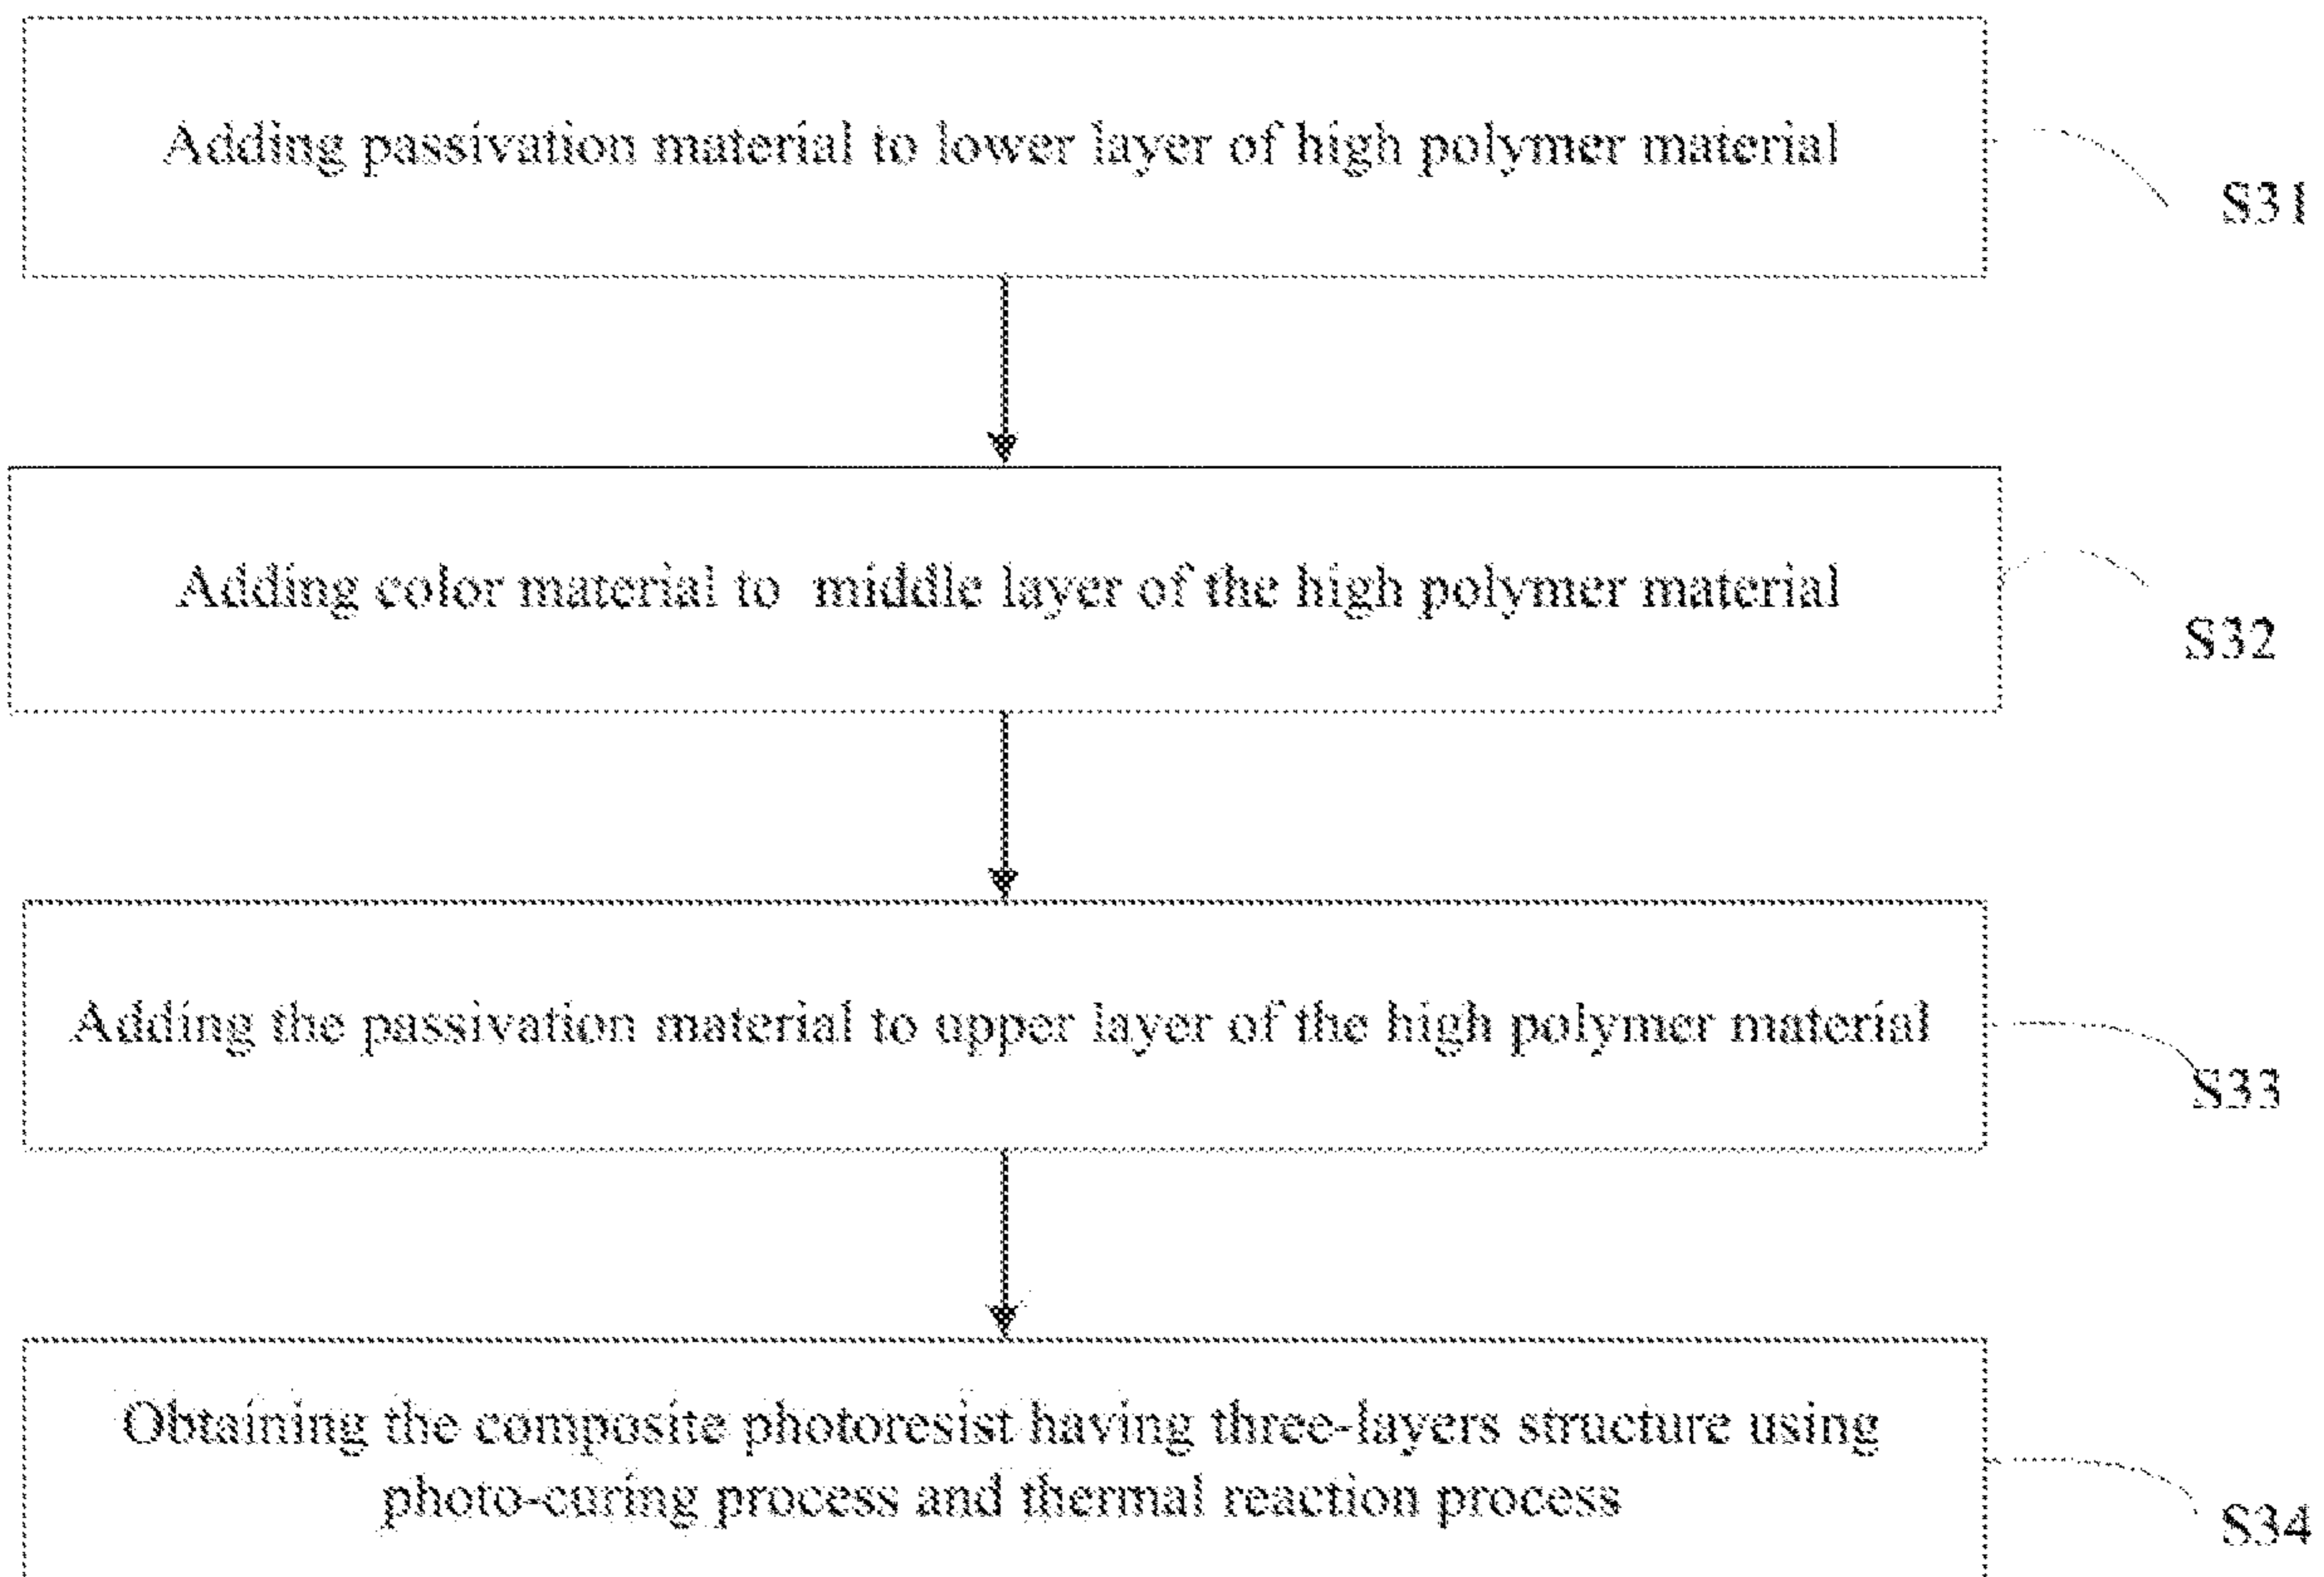 Adding passivation material to lower layer of high polymer material
S31
Adding color material to middle layer of the high polymer material
S32
Adding the passivation material to upper layer of the high polymer material
S33
Obtaining the composite photoresist having three-layers structure using
photo-curing process and thermal reaction process
S34